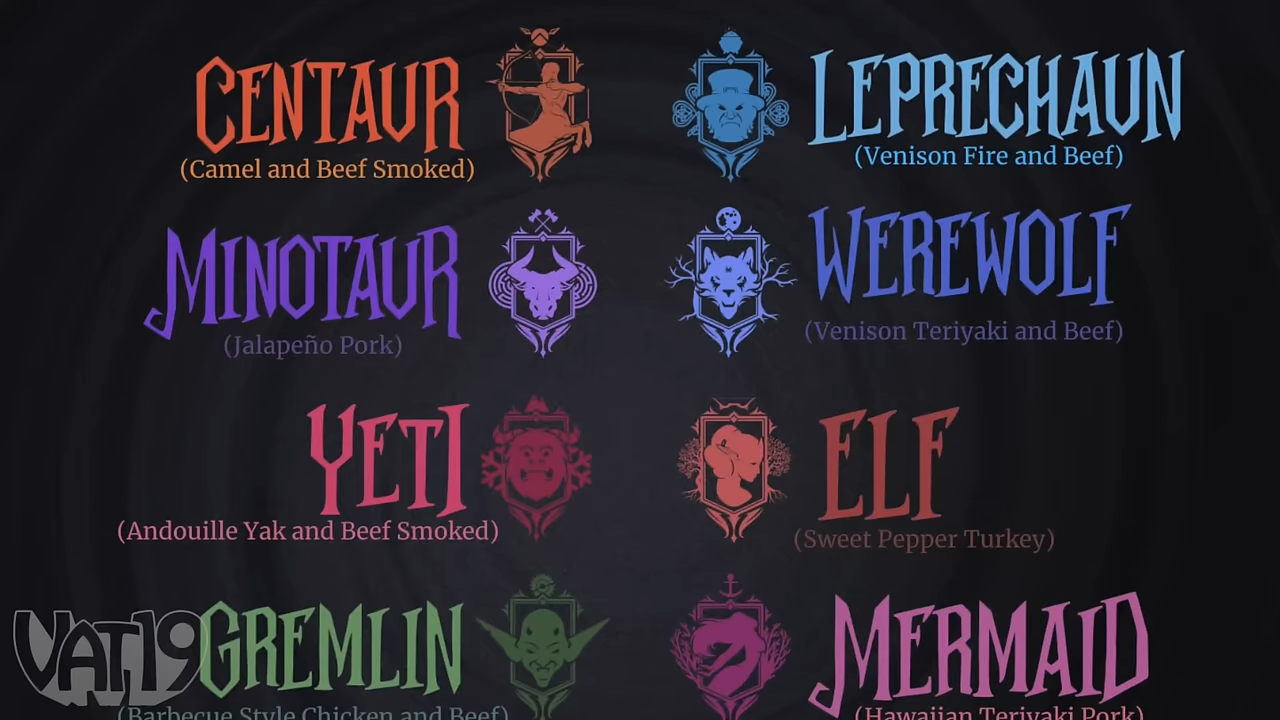 CENTAUR
(Camel and Beef Smoked)
LEPRECHAUN
(Venison Fire and Beef)
MINOTAUR
(Jalapeño Pork)
WEREWOLF
(Venison Teriyaki and Beef)
YETI
(Andouille Yak and Beef Smoked)
ELF
(Sweet Pepper Turkey)
GREMLIN
(Barbecue Style Chicken and Beef)
MERMAID
(Hawaiian Teriyaki Pork)
VAT19